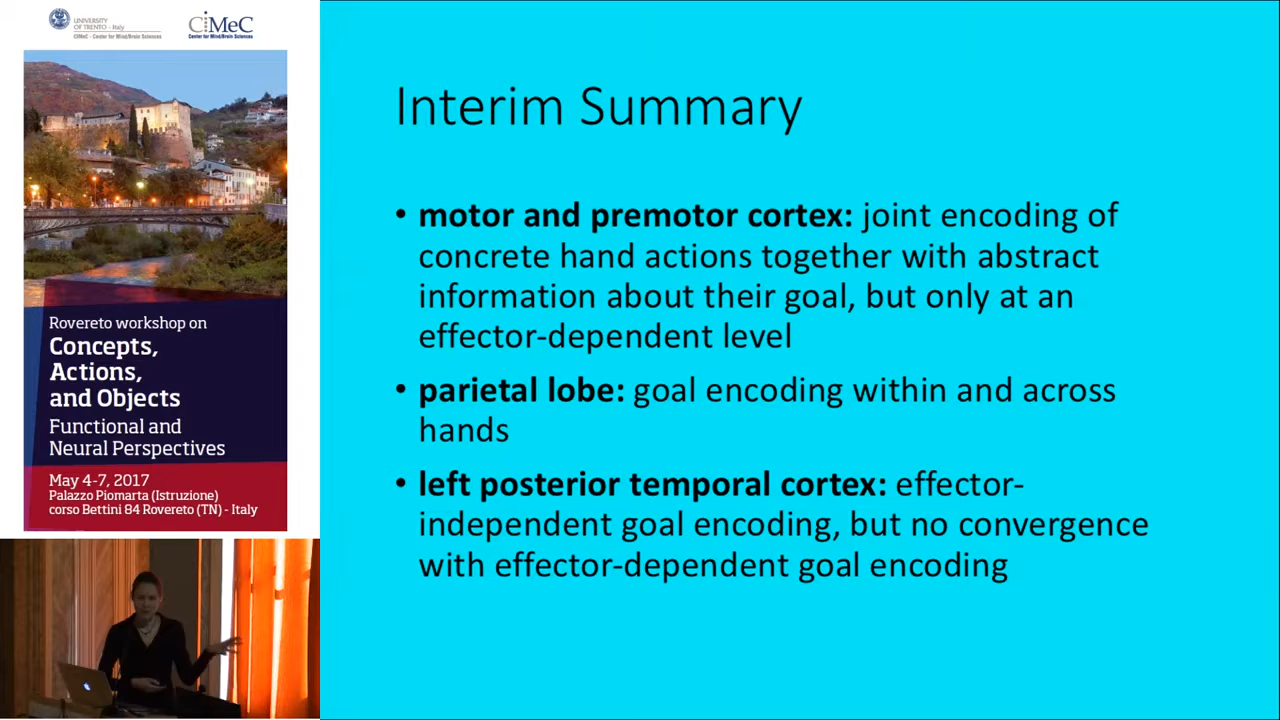 UNIVERSITY
OF TRENTO - Italy
CIMeC - Center for Mind/Brain Sciences
CiMeC
Center for Mind/Brain Sciences
Rovereto workshop on
Concepts,
Actions,
and Objects
Functional and
Neural Perspectives
May 4-7, 2017
Palazzo Piomarta (Istruzione)
corso Bettini 84 Rovereto (TN) - Italy
Interim Summary
• motor and premotor cortex: joint encoding of
concrete hand actions together with abstract
information about their goal, but only at an
effector-dependent level
• parietal lobe: goal encoding within and across
hands
• left posterior temporal cortex: effector-
independent goal encoding, but no convergence
with effector-dependent goal encoding